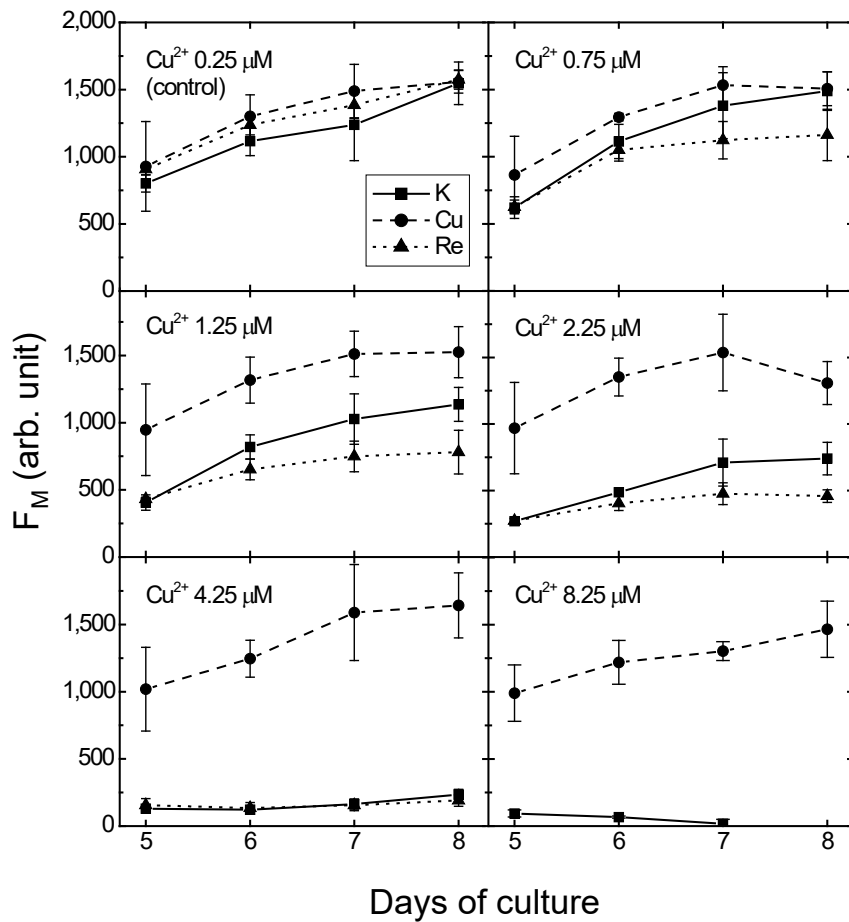 2,000
1,500
1,000
500
0
Cu²⁺ 0.25 μM
(control)
K
Cu
Re
Cu²⁺ 0.75 μM
1,500
1,000
500
0
Cu²⁺ 1.25 μM
Cu²⁺ 2.25 μM
1,500
1,000
500
0
Cu²⁺ 4.25 μM
Cu²⁺ 8.25 μM
5 6 7 8
5 6 7 8
F_M (arb. unit)
Days of culture